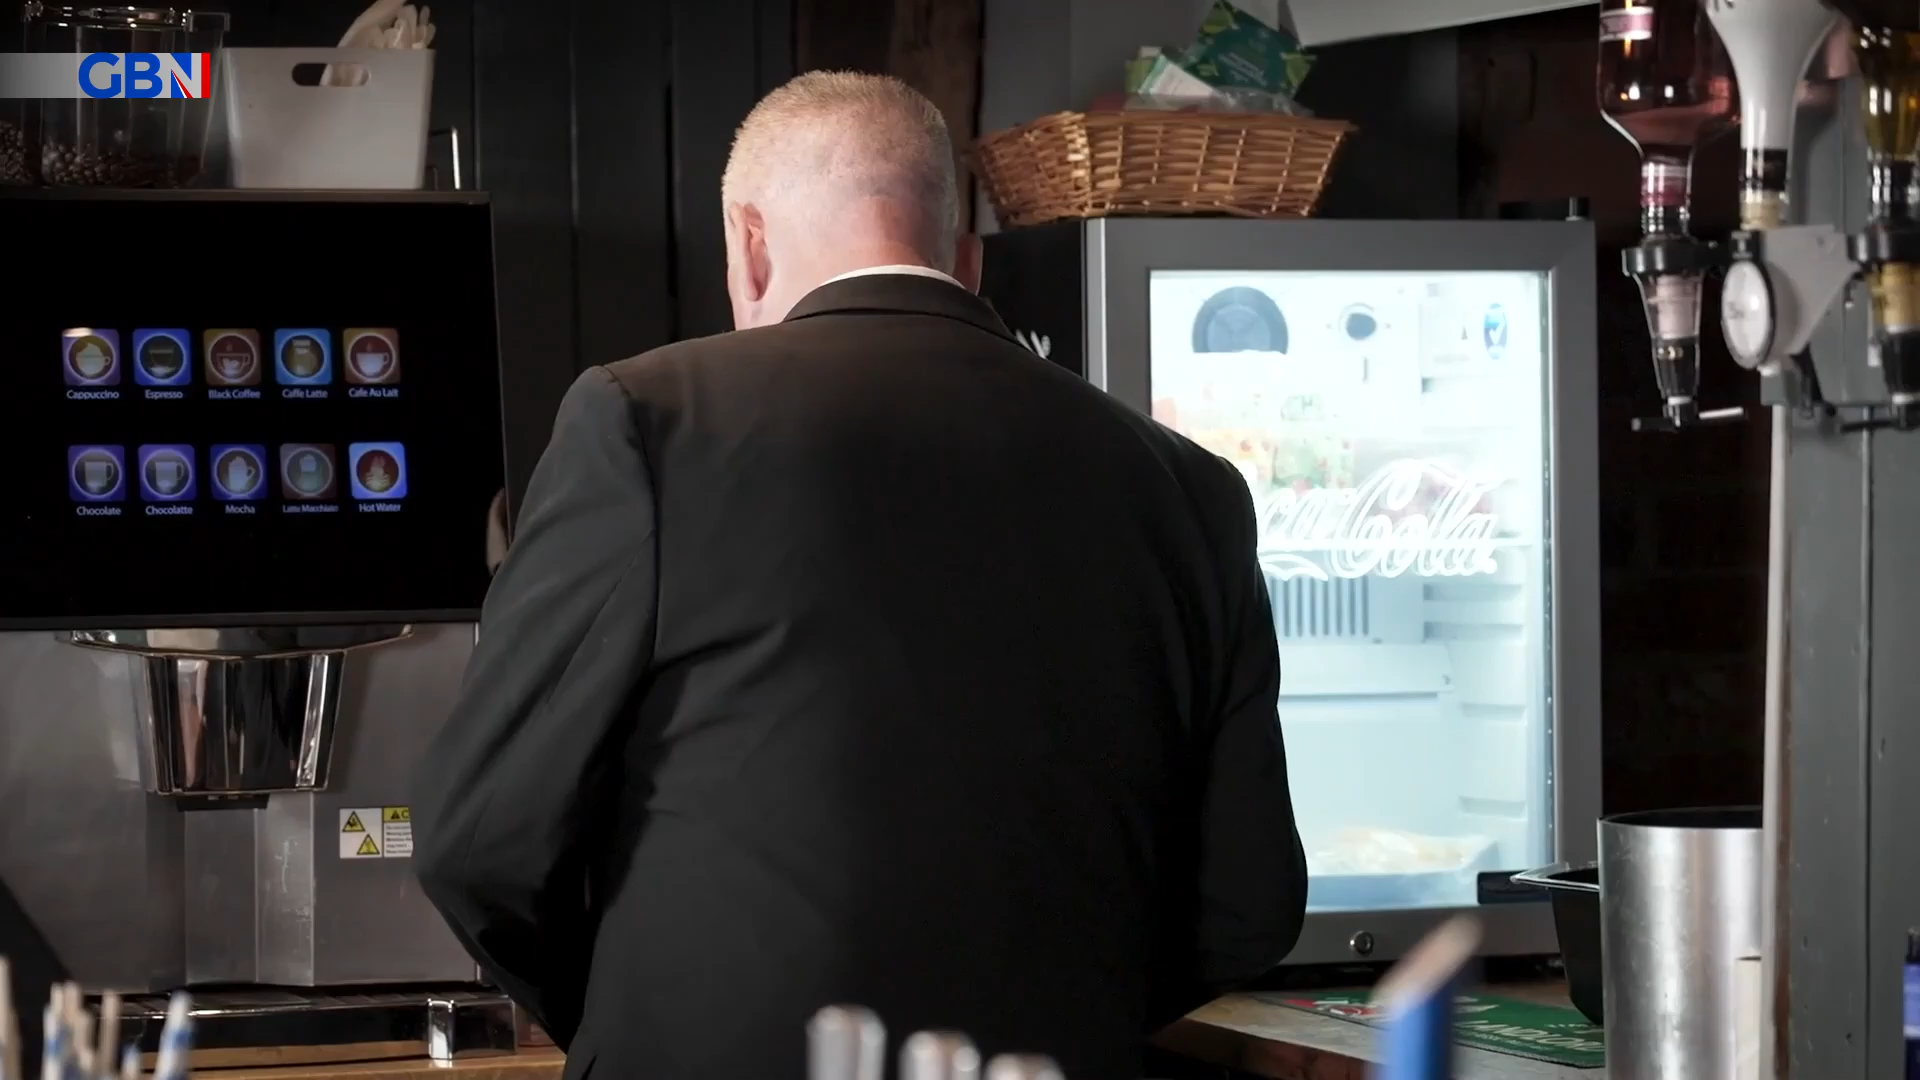 GBN
Cappuccino Espresso Black Coffee Caffe Latte Cafe Au Lait
Chocolate Chocolatte Mocha Latte Macchiato Hot Water
Coca Cola